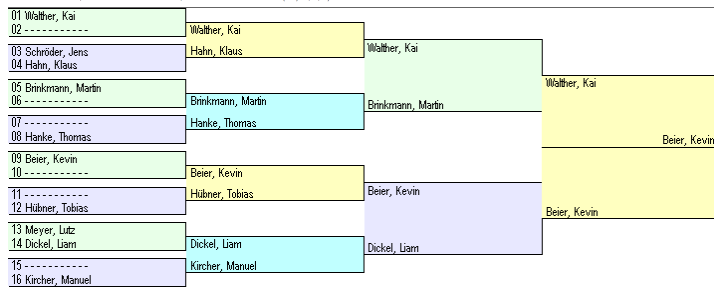 01 Walther, Kai
02 - - - - - - - - - - -
03 Schröder, Jens
04 Hahn, Klaus
05 Brinkmann, Martin
06 - - - - - - - - - - -
07 - - - - - - - - - - -
08 Hanke, Thomas
09 Beier, Kevin
10 - - - - - - - - - - -
11 - - - - - - - - - - -
12 Hübner, Tobias
13 Meyer, Lutz
14 Dickel, Liam
15 - - - - - - - - - - -
16 Kircher, Manuel
Walther, Kai
Hahn, Klaus
Brinkmann, Martin
Hanke, Thomas
Beier, Kevin
Hübner, Tobias
Dickel, Liam
Kircher, Manuel
Walther, Kai
Brinkmann, Martin
Beier, Kevin
Dickel, Liam
Walther, Kai
Beier, Kevin
Beier, Kevin